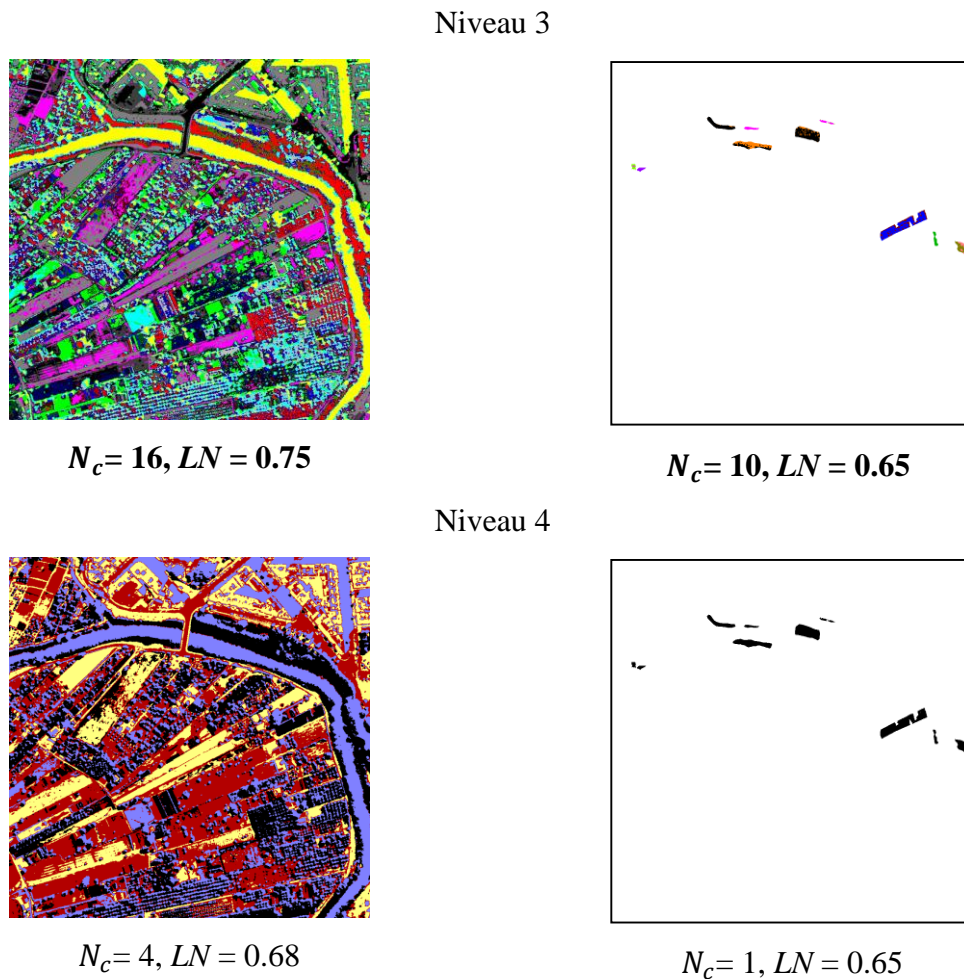 Niveau 3
N_c= 16, LN = 0.75
N_c= 10, LN = 0.65
Niveau 4
N_c= 4, LN = 0.68
N_c= 1, LN = 0.65